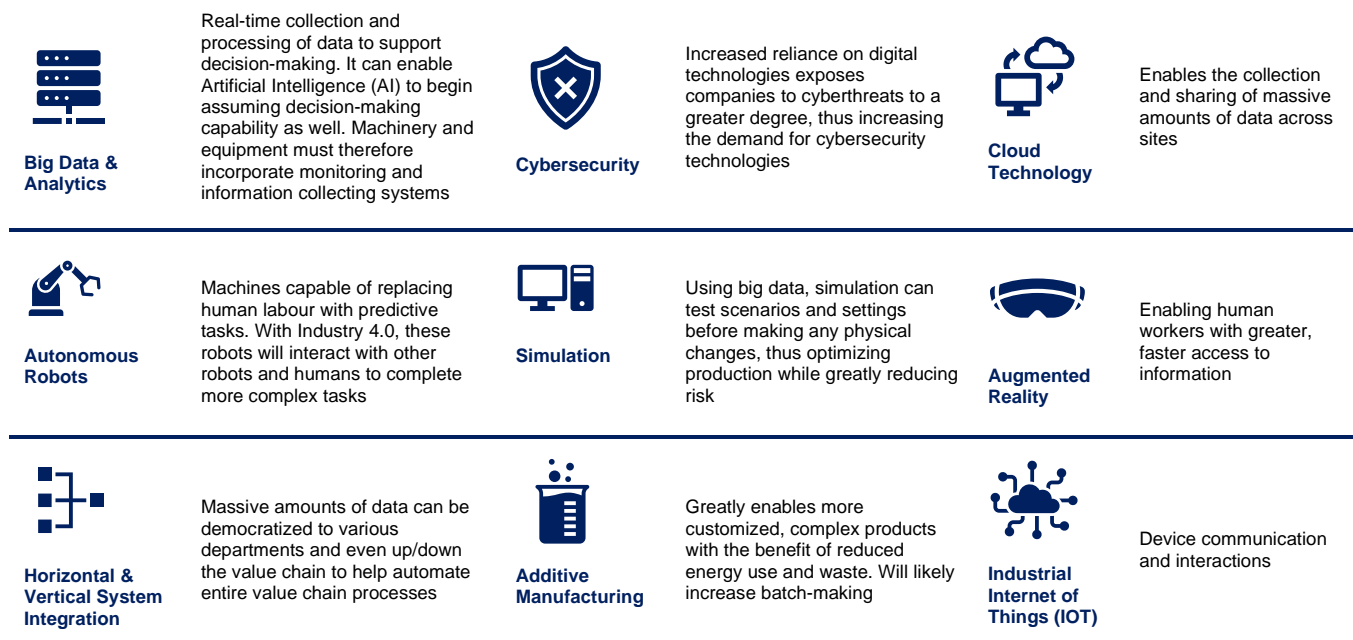 Big Data &
Analytics
Real-time collection and
processing of data to support
decision-making. It can enable
Artificial Intelligence (AI) to begin
assuming decision-making
capability as well. Machinery and
equipment must therefore
incorporate monitoring and
information collecting systems
Cybersecurity
Increased reliance on digital
technologies exposes
companies to cyberthreats to a
greater degree, thus increasing
the demand for cybersecurity
technologies
Cloud
Technology
Enables the collection
and sharing of massive
amounts of data across
sites
Autonomous
Robots
Machines capable of replacing
human labour with predictive
tasks. With Industry 4.0, these
robots will interact with other
robots and humans to complete
more complex tasks
Simulation
Using big data, simulation can
test scenarios and settings
before making any physical
changes, thus optimizing
production while greatly reducing
risk
Augmented
Reality
Enabling human
workers with greater,
faster access to
information
Horizontal &
Vertical System
Integration
Massive amounts of data can be
democratized to various
departments and even up/down
the value chain to help automate
entire value chain processes
Additive
Manufacturing
Greatly enables more
customized, complex products
with the benefit of reduced
energy use and waste. Will likely
increase batch-making
Industrial
Internet of
Things (IOT)
Device communication
and interactions